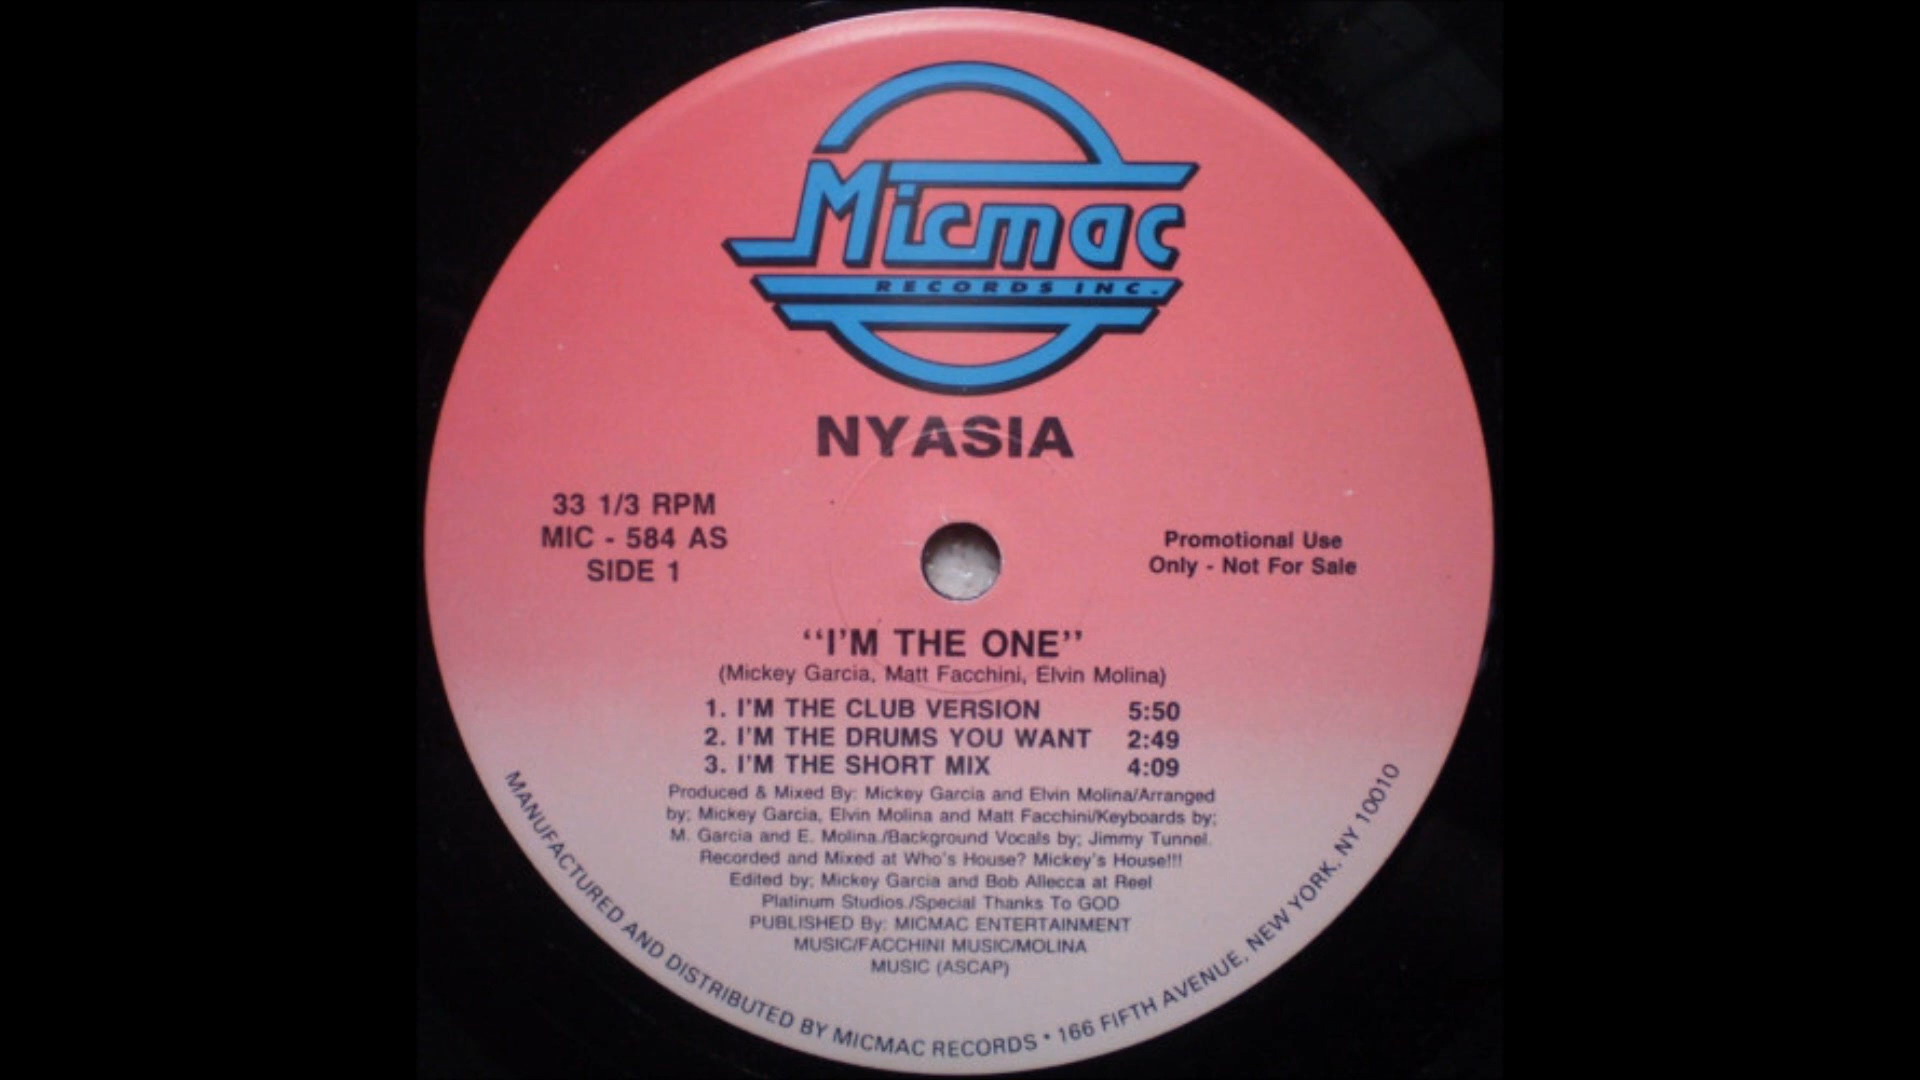 Micmac
RECORDS INC.
NYASIA
33 1/3 RPM
MIC - 584 AS
SIDE 1
Promotional Use
Only - Not For Sale
“I'M THE ONE”
(Mickey Garcia, Matt Facchini, Elvin Molina)
1. I'M THE CLUB VERSION 5:50
2. I'M THE DRUMS YOU WANT 2:49
3. I'M THE SHORT MIX 4:09
Produced & Mixed By: Mickey Garcia and Elvin Molina/Arranged
by; Mickey Garcia, Elvin Molina and Matt Facchini/Keyboards by;
M. Garcia and E. Molina./Background Vocals by; Jimmy Tunnel.
Recorded and Mixed at Who's House? Mickey's House!!!
Edited by; Mickey Garcia and Bob Allecca at Reel
Platinum Studios./Special Thanks To GOD
PUBLISHED By: MICMAC ENTERTAINMENT
MUSIC/FACCHINI MUSIC/MOLINA
MUSIC (ASCAP)
MANUFACTURED AND DISTRIBUTED BY MICMAC RECORDS • 166 FIFTH AVENUE, NEW YORK, NY 10010